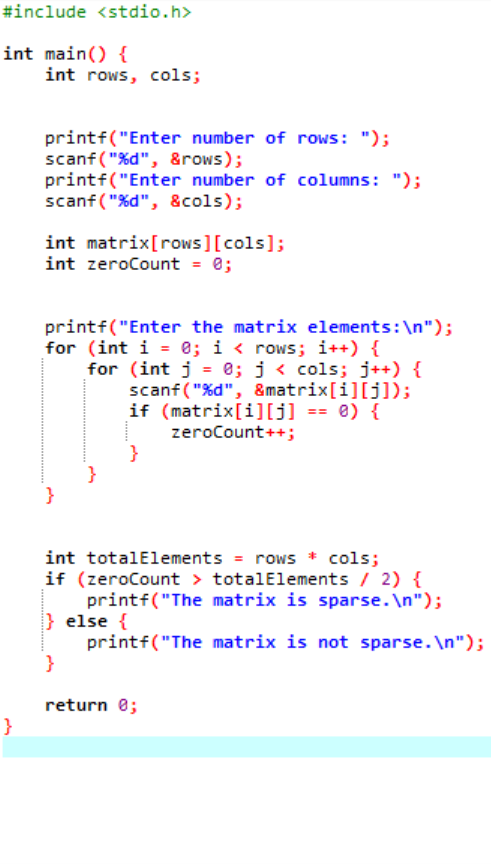 #include <stdio.h>
int main() {
    int rows, cols;
    printf("Enter number of rows: ");
    scanf("%d", &rows);
    printf("Enter number of columns: ");
    scanf("%d", &cols);
    int matrix[rows][cols];
    int zeroCount = 0;
    printf("Enter the matrix elements:\n");
    for (int i = 0; i < rows; i++) {
        for (int j = 0; j < cols; j++) {
            scanf("%d", &matrix[i][j]);
            if (matrix[i][j] == 0) {
                zeroCount++;
            }
        }
    }
    int totalElements = rows * cols;
    if (zeroCount > totalElements / 2) {
        printf("The matrix is sparse.\n");
    } else {
        printf("The matrix is not sparse.\n");
    }
    return 0;
}